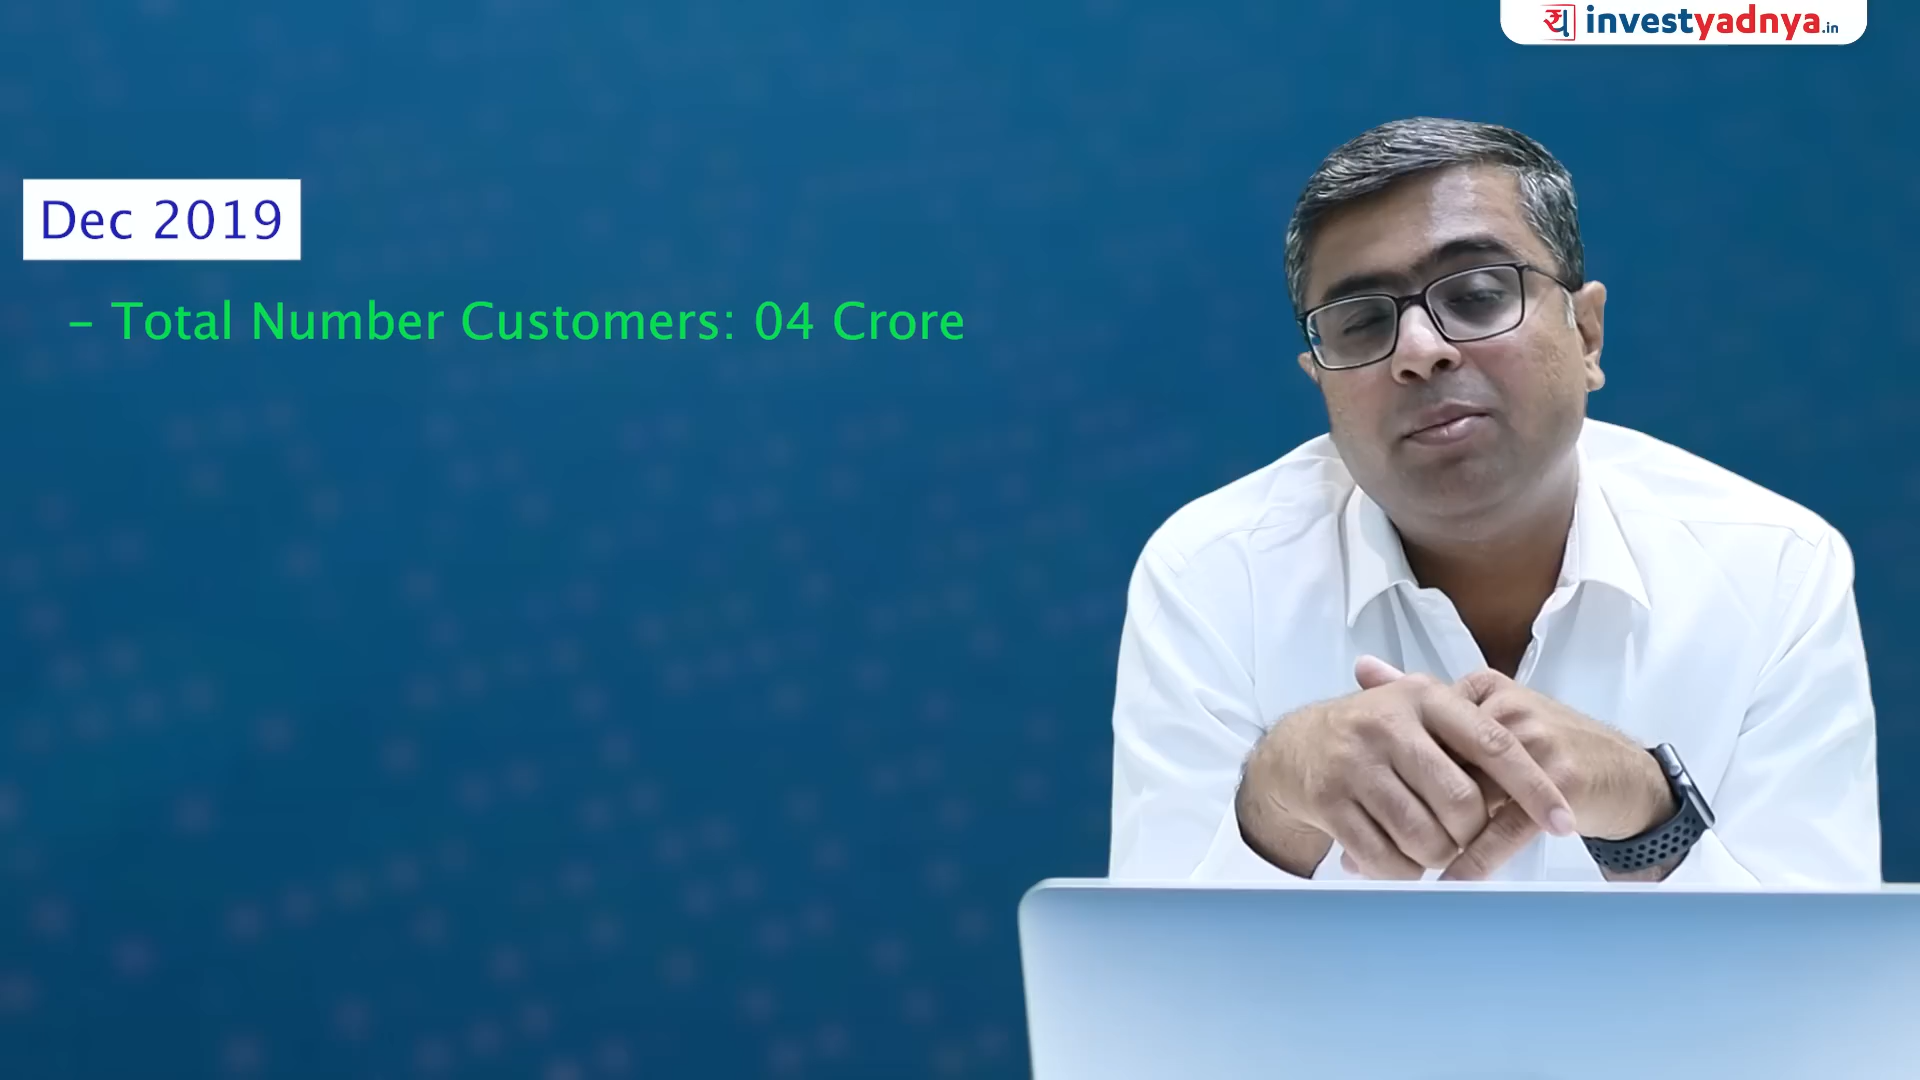 investyadnya.in
Dec 2019
- Total Number Customers: 04 Crore